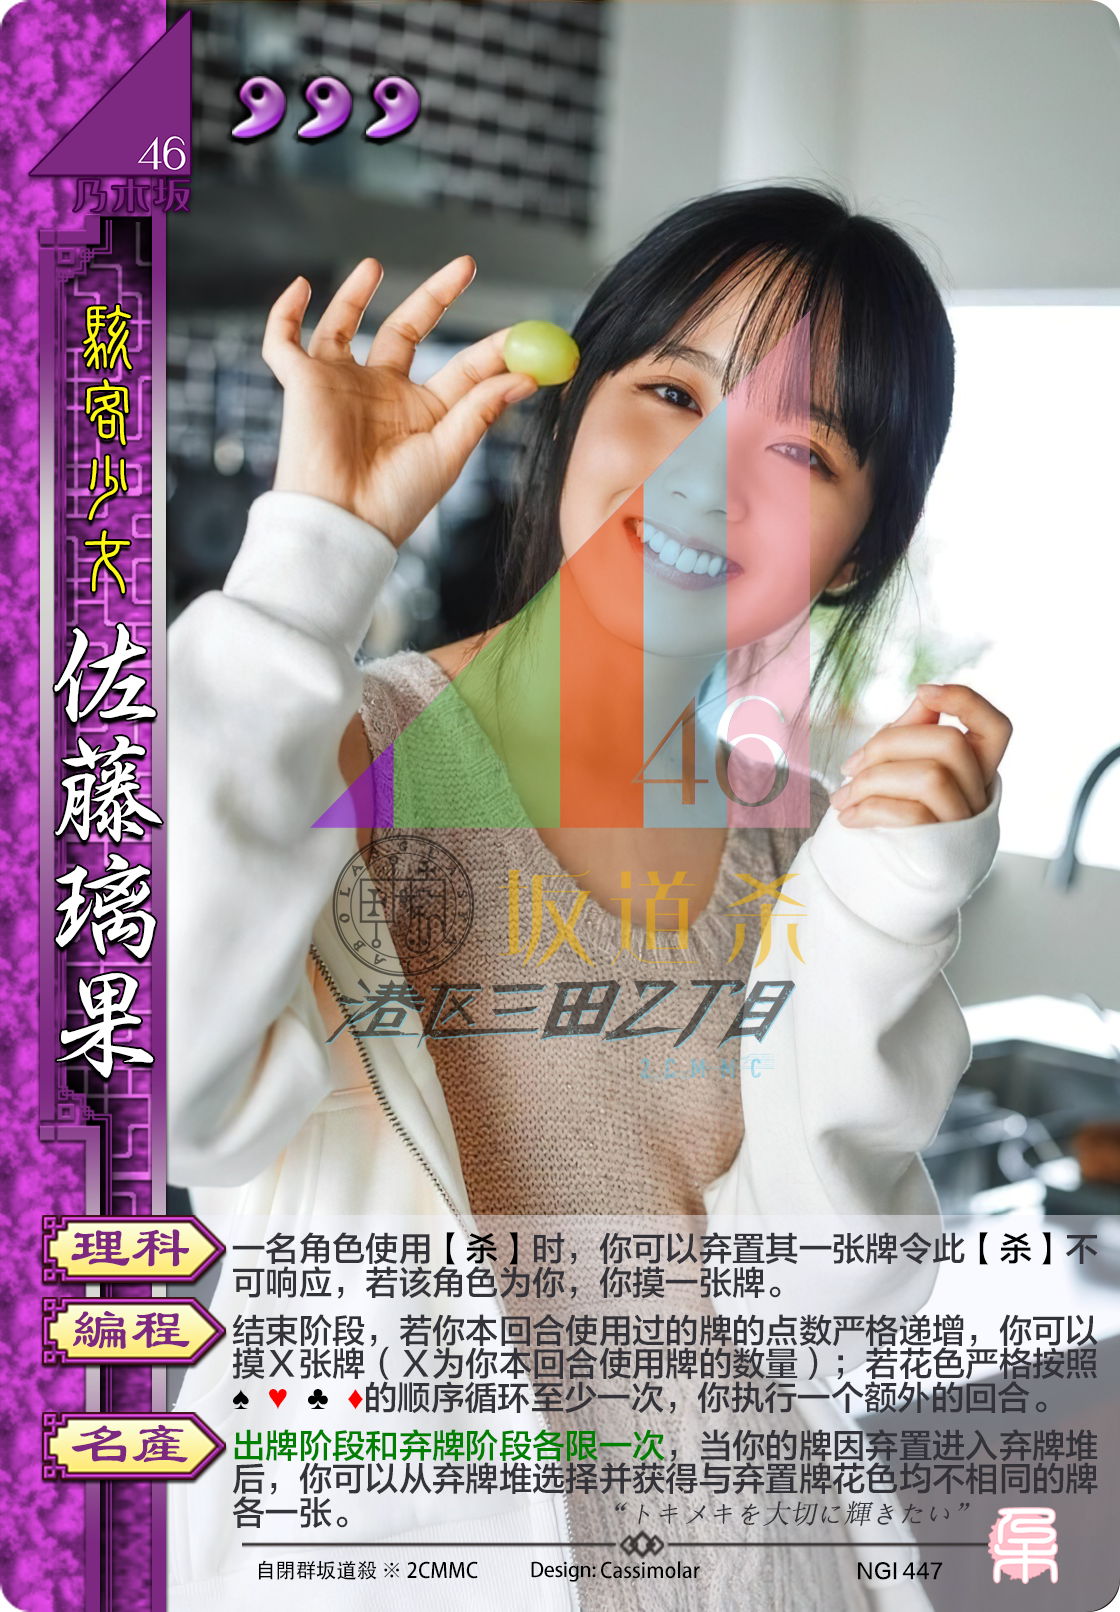 46
乃木坂
駭客少女
佐藤璃果
46
坂道杀
港区三田2丁目
2CMMC
理科
一名角色使用【杀】时，你可以弃置其一张牌令此【杀】不
可响应，若该角色为你，你摸一张牌。
編程
结束阶段，若你本回合使用过的牌的点数严格递增，你可以
摸X张牌（X为你本回合使用牌的数量）；若花色严格按照
♠ ♥ ♣ ♦的顺序循环至少一次，你执行一个额外的回合。
名產
出牌阶段和弃牌阶段各限一次，当你的牌因弃置进入弃牌堆
后，你可以从弃牌堆选择并获得与弃置牌花色均不相同的牌
各一张。
“トキメキを大切に輝きたい”
自閉群坂道殺 ※ 2CMMC
Design: Cassimolar
NGI 447